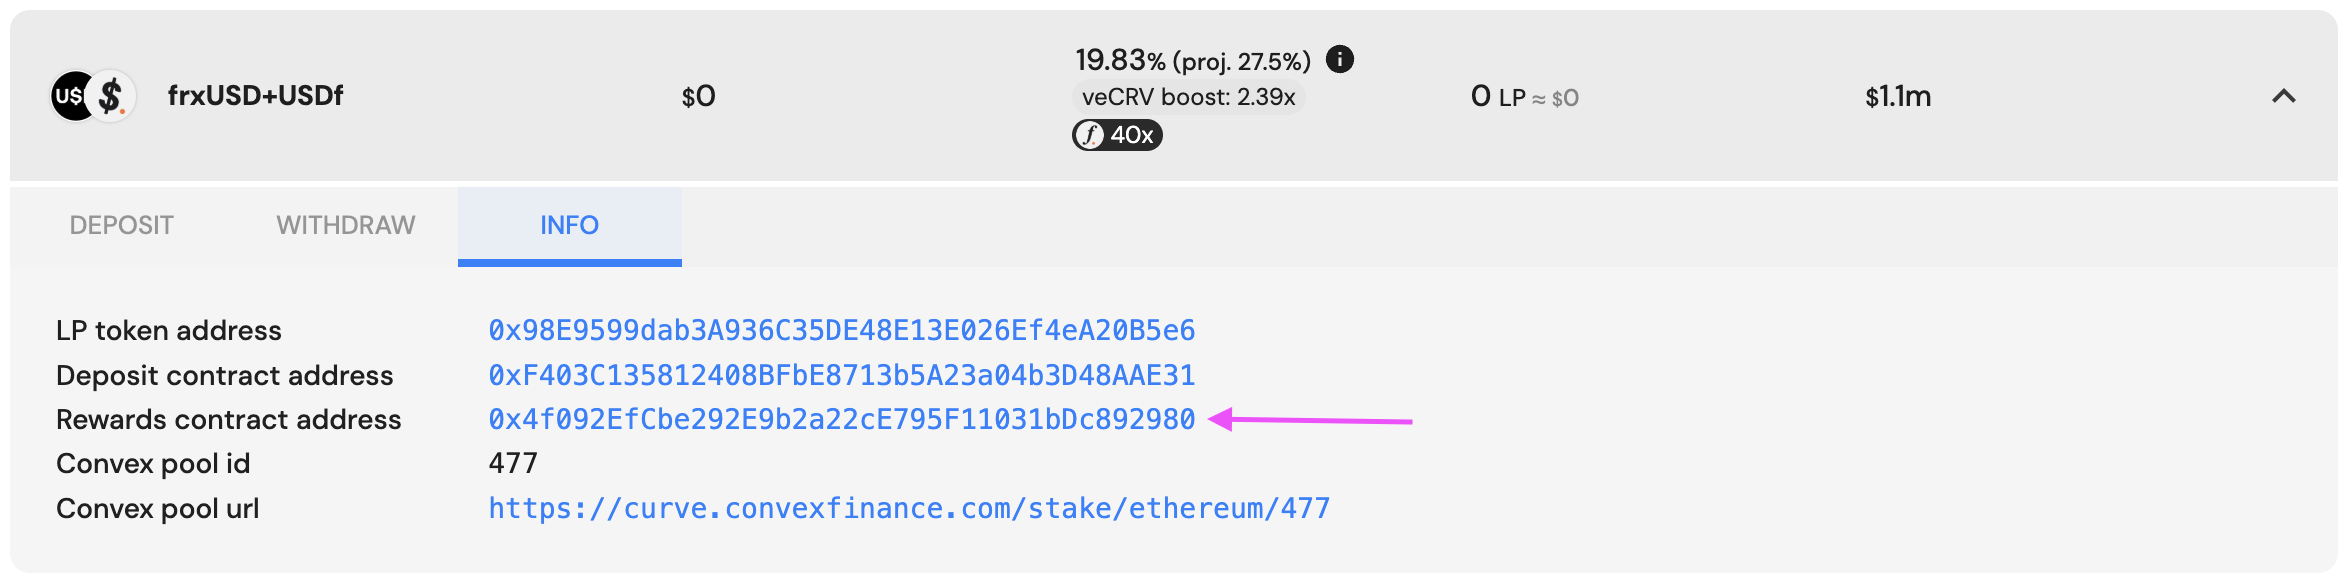 U$ $. frxUSD+USDf
$0
19.83% (proj. 27.5%) i
veCRV boost: 2.39x
f. 40x
0 LP ≈ $0
$1.1m
DEPOSIT WITHDRAW INFO
LP token address 0x98E9599dab3A936C35DE48E13E026Ef4eA20B5e6
Deposit contract address 0xF403C135812408BFbE8713b5A23a04b3D48AAE31
Rewards contract address 0x4f092EfCbe292E9b2a22cE795F11031bDc892980
Convex pool id 477
Convex pool url https://curve.convexfinance.com/stake/ethereum/477